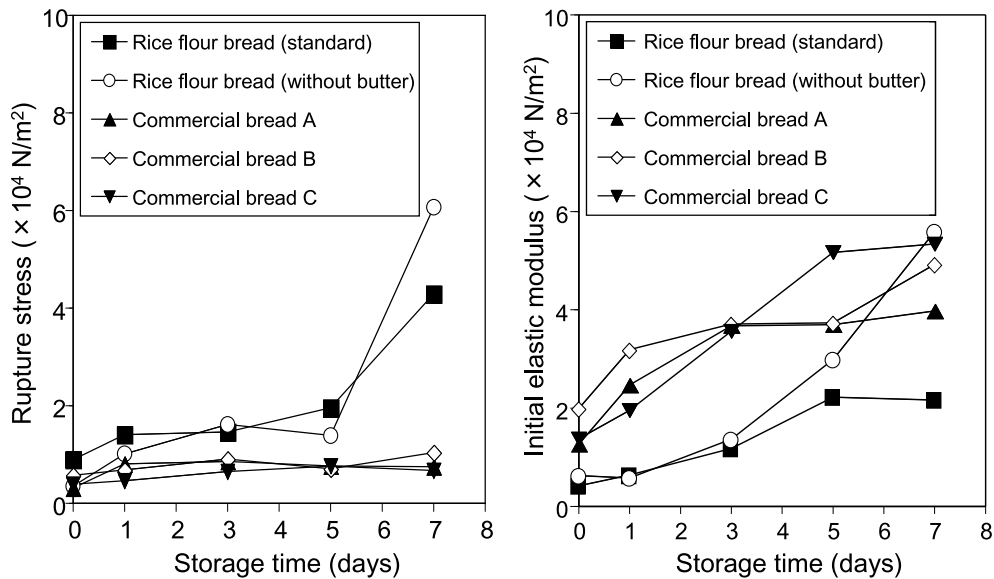 10
8
6
4
2
0
Rupture stress ( × 10⁴ N/m²)
Rice flour bread (standard)
Rice flour bread (without butter)
Commercial bread A
Commercial bread B
Commercial bread C
0 1 2 3 4 5 6 7 8
Storage time (days)
10
8
6
4
2
0
Initial elastic modulus ( × 10⁴ N/m²)
Rice flour bread (standard)
Rice flour bread (without butter)
Commercial bread A
Commercial bread B
Commercial bread C
0 1 2 3 4 5 6 7 8
Storage time (days)